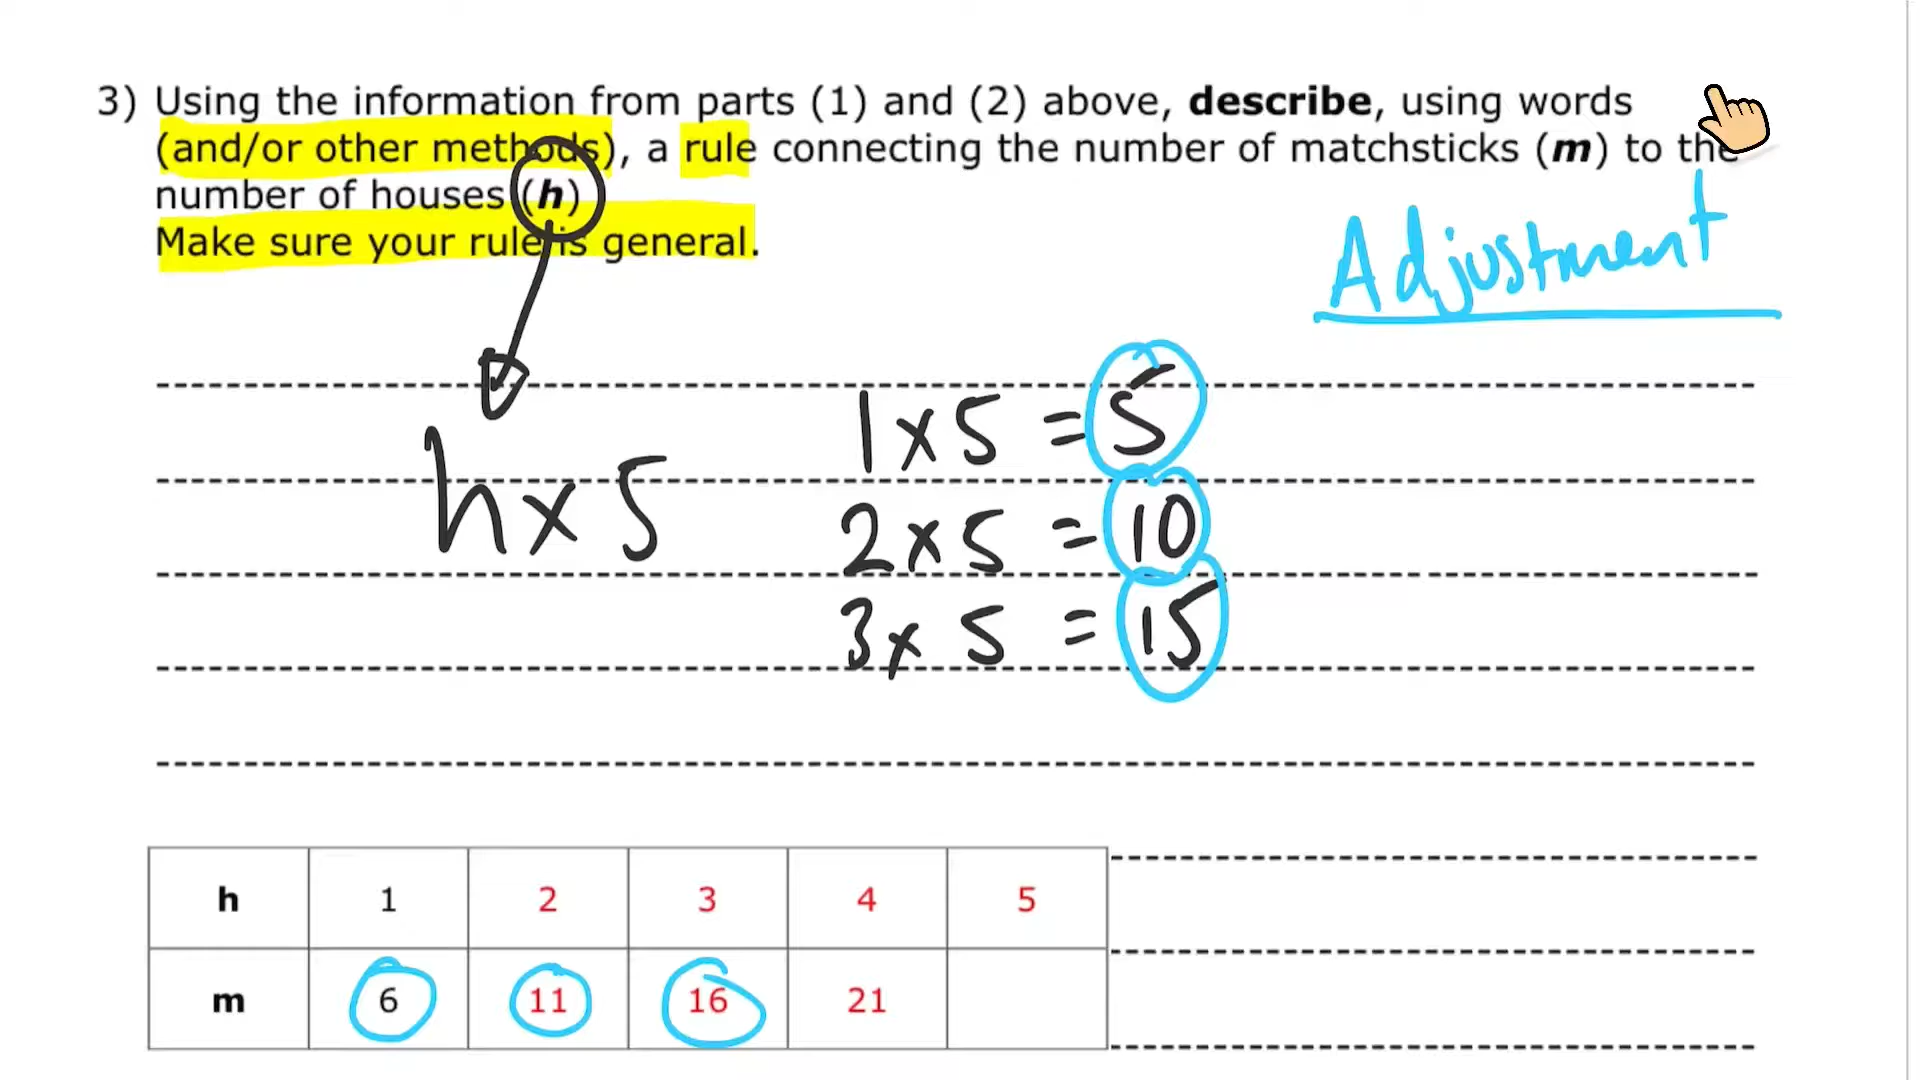 3) Using the information from parts (1) and (2) above, describe, using words
(and/or other methods), a rule connecting the number of matchsticks (m) to the
number of houses (h)
Make sure your rule is general.
Adjustment
h x 5
1 x 5 = 5
2 x 5 = 10
3 x 5 = 15
h 1 2 3 4 5
m 6 11 16 21